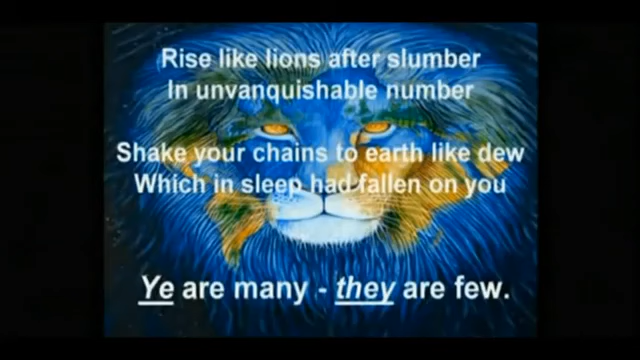 Rise like lions after slumber
In unvanquishable number
Shake your chains to earth like dew
Which in sleep had fallen on you
Ye are many - they are few.